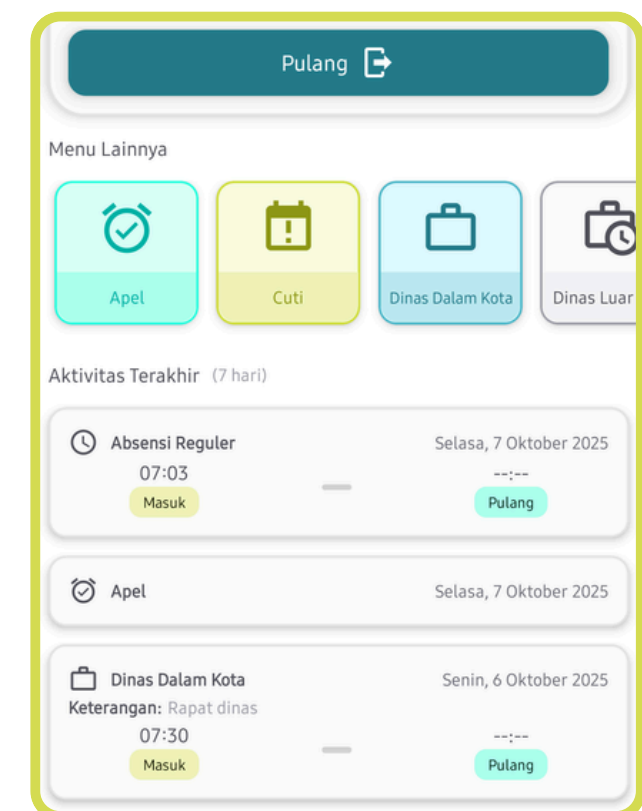 Pulang
Menu Lainnya
Apel
Cuti
Dinas Dalam Kota
Dinas Luar
Aktivitas Terakhir (7 hari)
Absensi Reguler Selasa, 7 Oktober 2025
07:03 --:--
Masuk Pulang
Apel Selasa, 7 Oktober 2025
Dinas Dalam Kota Senin, 6 Oktober 2025
Keterangan: Rapat dinas
07:30 --:--
Masuk Pulang